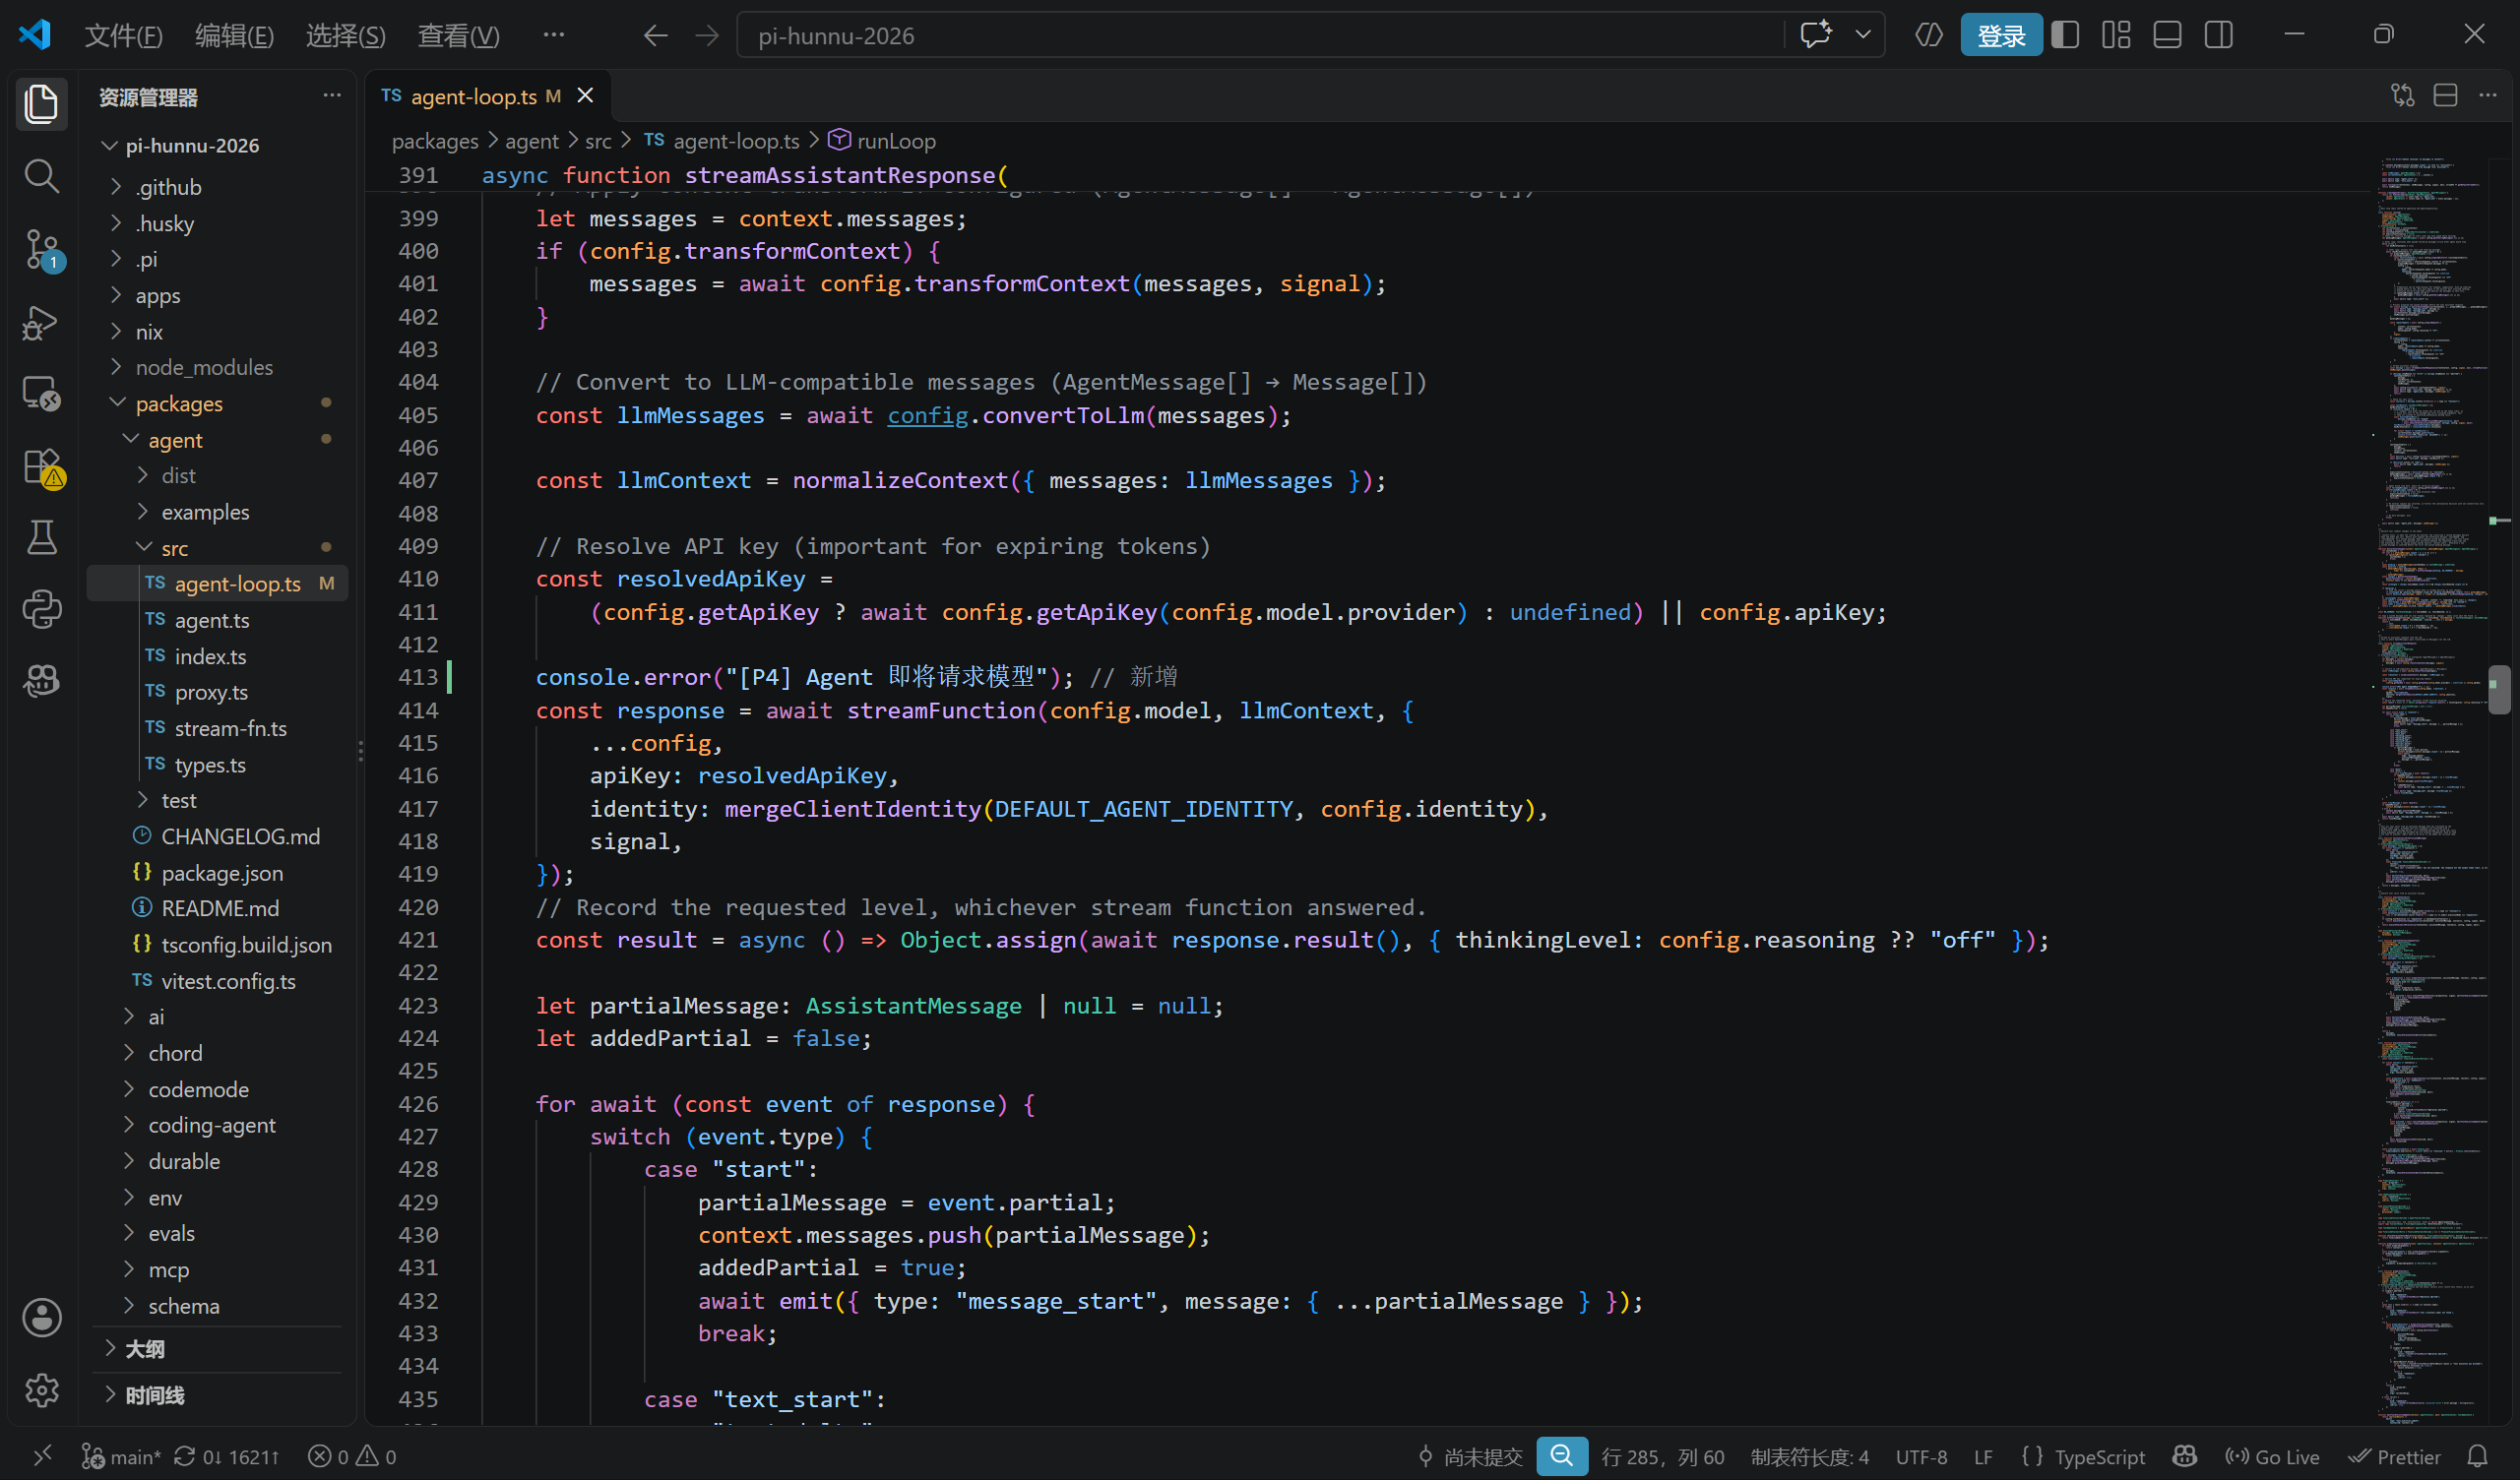 文件(F) 编辑(E) 选择(S) 查看(V) ··· pi-hunnu-2026 登录
资源管理器 ···
pi-hunnu-2026
.github
.husky
.pi
apps
nix
node_modules
packages
agent
dist
examples
src
TS agent-loop.ts M
TS agent.ts
TS index.ts
TS proxy.ts
TS stream-fn.ts
TS types.ts
test
CHANGELOG.md
{} package.json
README.md
{} tsconfig.build.json
TS vitest.config.ts
ai
chord
codemode
coding-agent
durable
env
evals
mcp
schema
大纲
时间线
1
TS agent-loop.ts M
packages > agent > src > TS agent-loop.ts > runLoop
391 async function streamAssistantResponse(
399 let messages = context.messages;
400 if (config.transformContext) {
401 messages = await config.transformContext(messages, signal);
402 }
403
404 // Convert to LLM-compatible messages (AgentMessage[] → Message[])
405 const llmMessages = await config.convertToLlm(messages);
406
407 const llmContext = normalizeContext({ messages: llmMessages });
408
409 // Resolve API key (important for expiring tokens)
410 const resolvedApiKey =
411 (config.getApiKey ? await config.getApiKey(config.model.provider) : undefined) || config.apiKey;
412
413 console.error("[P4] Agent 即将请求模型"); // 新增
414 const response = await streamFunction(config.model, llmContext, {
415 ...config,
416 apiKey: resolvedApiKey,
417 identity: mergeClientIdentity(DEFAULT_AGENT_IDENTITY, config.identity),
418 signal,
419 });
420 // Record the requested level, whichever stream function answered.
421 const result = async () => Object.assign(await response.result(), { thinkingLevel: config.reasoning ?? "off" });
422
423 let partialMessage: AssistantMessage | null = null;
424 let addedPartial = false;
425
426 for await (const event of response) {
427 switch (event.type) {
428 case "start":
429 partialMessage = event.partial;
430 context.messages.push(partialMessage);
431 addedPartial = true;
432 await emit({ type: "message_start", message: { ...partialMessage } });
433 break;
434
435 case "text_start":
main* 0↓ 1621↑ 0 0 尚未提交 行 285，列 60 制表符长度: 4 UTF-8 LF {} TypeScript Go Live Prettier